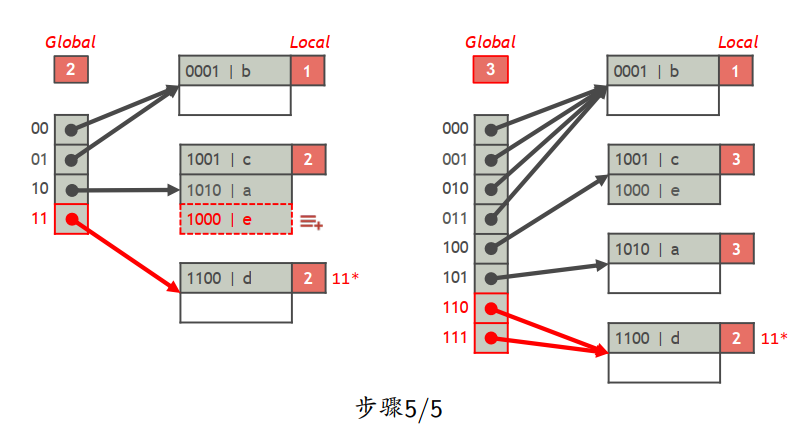 Global
Local
2
0001 | b
1
00
01
10
11
1001 | c
2
1010 | a
1000 | e
1100 | d
2
11*
Global
Local
3
0001 | b
1
000
001
010
011
100
101
110
111
1001 | c
3
1000 | e
1010 | a
3
1100 | d
2
11*
步骤5/5